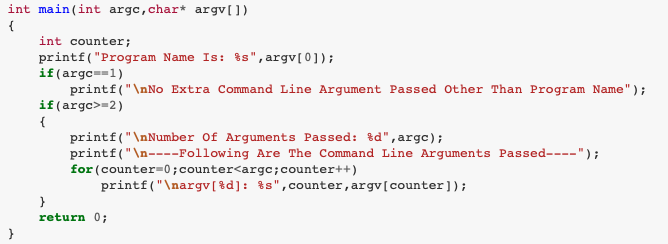 int main(int argc,char* argv[])
{
    int counter;
    printf("Program Name Is: %s",argv[0]);
    if(argc==1)
        printf("\nNo Extra Command Line Argument Passed Other Than Program Name");
    if(argc>=2)
    {
        printf("\nNumber Of Arguments Passed: %d",argc);
        printf("\n----Following Are The Command Line Arguments Passed----");
        for(counter=0;counter<argc;counter++)
            printf("\nargv[%d]: %s",counter,argv[counter]);
    }
    return 0;
}